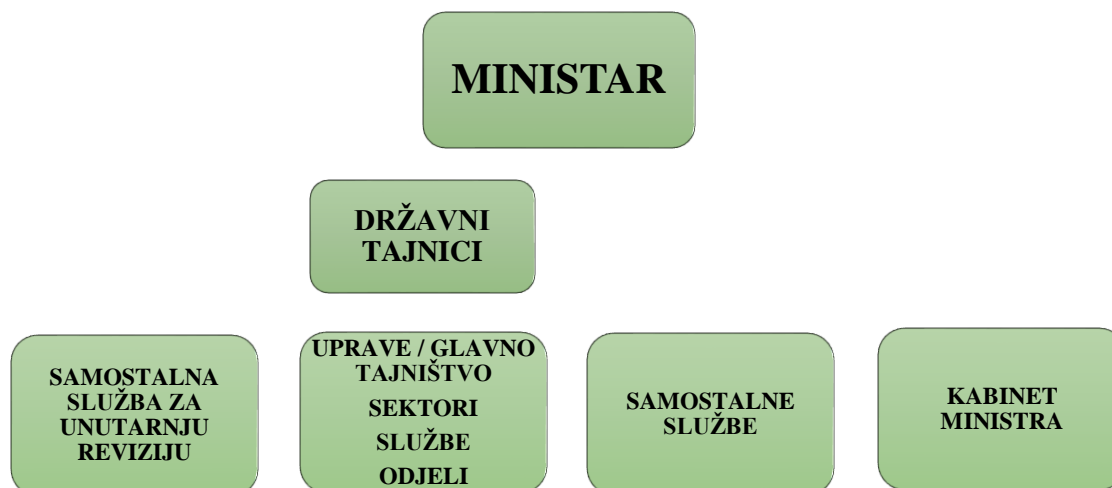 MINISTAR
DRŽAVNI
TAJNICI
SAMOSTALNA
SLUŽBA ZA
UNUTARNJU
REVIZIJU
UPRAVE / GLAVNO
TAJNIŠTVO
SEKTORI
SLUŽBE
ODJELI
SAMOSTALNE
SLUŽBE
KABINET
MINISTRA